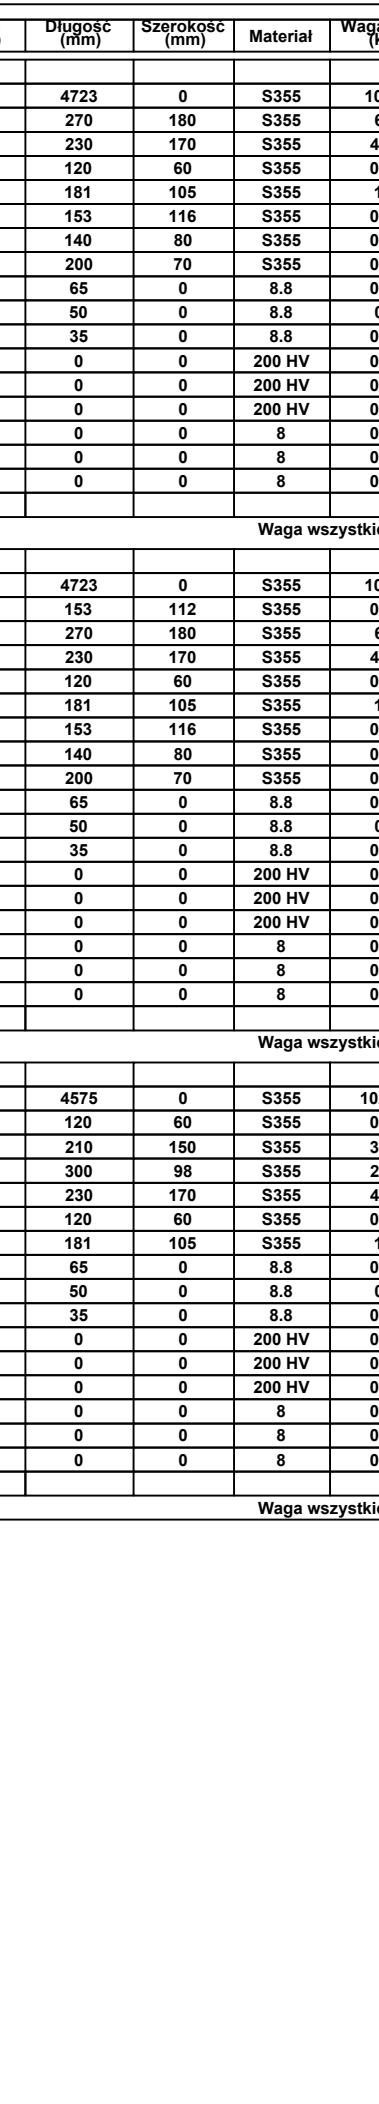 Długość Szerokość Materiał
(mm) (mm)
4723 0 S355
270 180 S355
230 170 S355
120 60 S355
181 105 S355
153 116 S355
140 80 S355
200 70 S355
65 0 8.8
50 0 8.8
35 0 8.8
0 0 200 HV
0 0 200 HV
0 0 200 HV
0 0 8
0 0 8
0 0 8
Waga
4723 0 S355
153 112 S355
270 180 S355
230 170 S355
120 60 S355
181 105 S355
153 116 S355
140 80 S355
200 70 S355
65 0 8.8
50 0 8.8
35 0 8.8
0 0 200 HV
0 0 200 HV
0 0 200 HV
0 0 8
0 0 8
0 0 8
Waga
4575 0 S355
120 60 S355
210 150 S355
300 98 S355
230 170 S355
120 60 S355
181 105 S355
65 0 8.8
50 0 8.8
35 0 8.8
0 0 200 HV
0 0 200 HV
0 0 200 HV
0 0 8
0 0 8
0 0 8
Waga